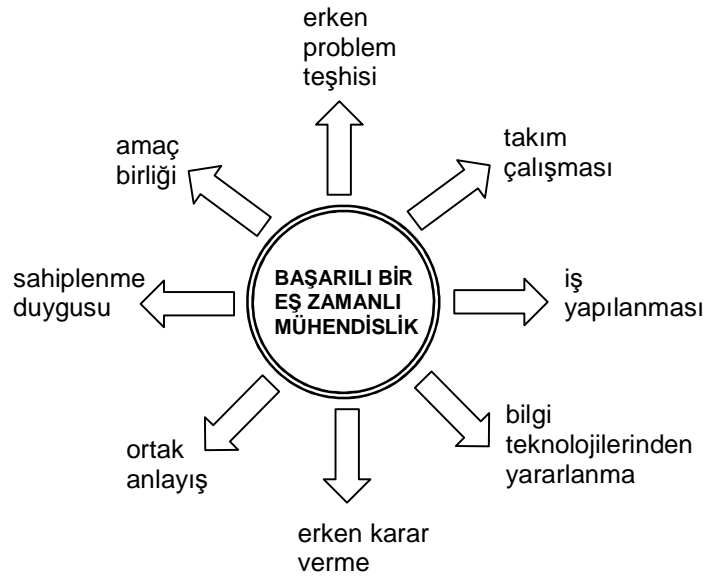 erken
problem
teşhisi
takım
çalışması
iş
yapılanması
bilgi
teknolojilerinden
yararlanma
erken karar
verme
ortak
anlayış
sahiplenme
duygusu
amaç
birliği
BAŞARILI BİR
EŞ ZAMANLI
MÜHENDİSLİK